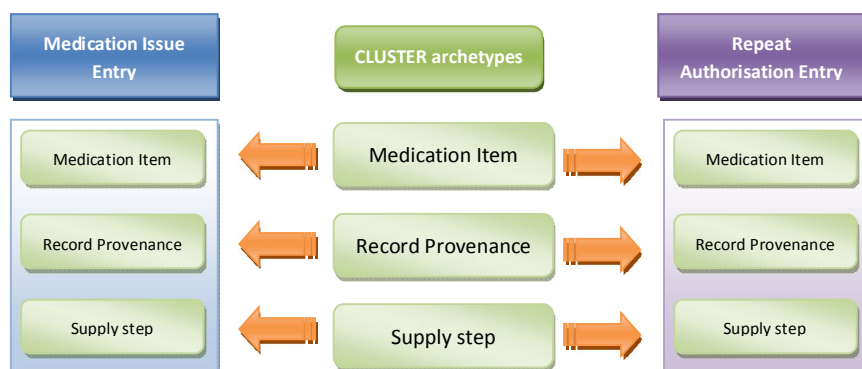 Medication Issue
Entry
CLUSTER archetypes
Repeat
Authorisation Entry
Medication Item
Medication Item
Medication Item
Record Provenance
Record Provenance
Record Provenance
Supply step
Supply step
Supply step